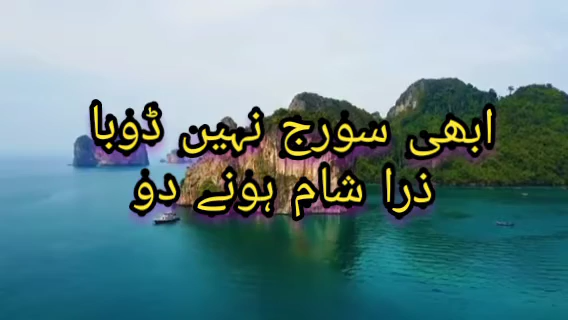 ابھی سورج نہیں ڈوبا
ذرا شام ہونے دو